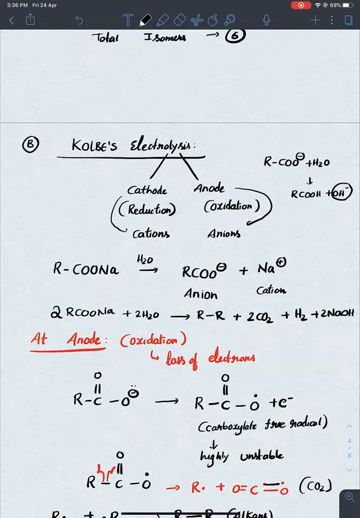 3:36 PM Fri 24 Apr
69%
Total Isomers → 6
B Kolbe's Electrolysis:
R-COO⊖ + H2O
↓
RCOOH + OH⁻
Cathode Anode
(Reduction) (Oxidation)
Cations Anions
R-COONa H2O→ RCOO⊖ + Na⊕
Anion Cation
2RCOONa + 2H2O → R-R + 2CO2 + H2 + 2NaOH
At Anode: (Oxidation)
↳ loss of electrons
O O
R-C-O⊖ → R-C-O• + e⁻
(carboxylate free radical)
↓
highly unstable
O
R-C-O• → R• + O=C=O (CO2)
R• + •R → R-R (alkane)